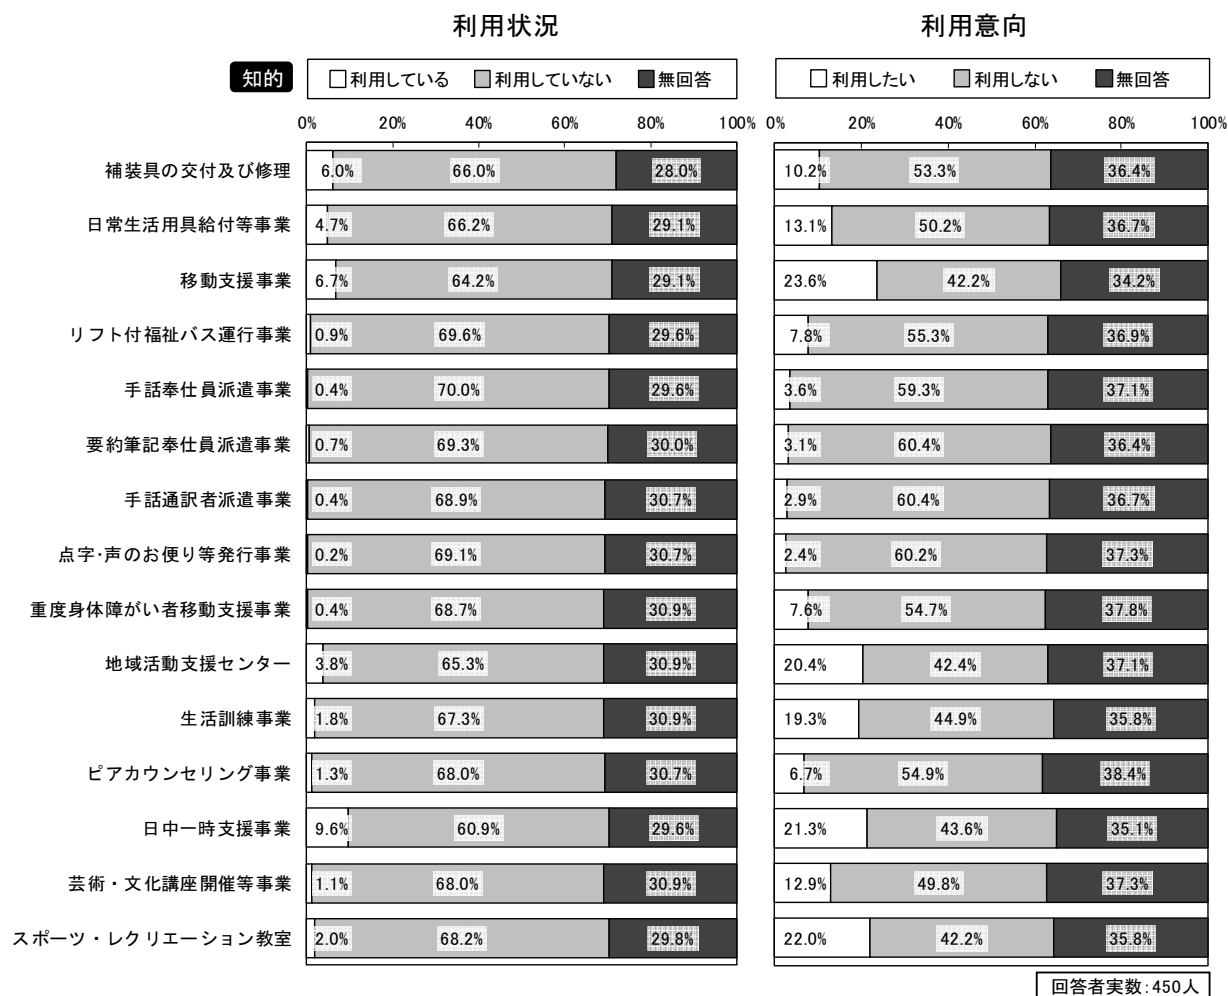 利用状況 利用意向
知的 利用している 利用していない 無回答 利用したい 利用しない 無回答
0% 20% 40% 60% 80% 100% 0% 20% 40% 60% 80% 100%
補装具の交付及び修理 6.0% 66.0% 28.0% 10.2% 53.3% 36.4%
日常生活用具給付等事業 4.7% 66.2% 29.1% 13.1% 50.2% 36.7%
移動支援事業 6.7% 64.2% 29.1% 23.6% 42.2% 34.2%
リフト付福祉バス運行事業 0.9% 69.6% 29.6% 7.8% 55.3% 36.9%
手話奉仕員派遣事業 0.4% 70.0% 29.6% 3.6% 59.3% 37.1%
要約筆記奉仕員派遣事業 0.7% 69.3% 30.0% 3.1% 60.4% 36.4%
手話通訳者派遣事業 0.4% 68.9% 30.7% 2.9% 60.4% 36.7%
点字・声のお便り等発行事業 0.2% 69.1% 30.7% 2.4% 60.2% 37.3%
重度身体障がい者移動支援事業 0.4% 68.7% 30.9% 7.6% 54.7% 37.8%
地域活動支援センター 3.8% 65.3% 30.9% 20.4% 42.4% 37.1%
生活訓練事業 1.8% 67.3% 30.9% 19.3% 44.9% 35.8%
ピアカウンセリング事業 1.3% 68.0% 30.7% 6.7% 54.9% 38.4%
日中一時支援事業 9.6% 60.9% 29.6% 21.3% 43.6% 35.1%
芸術・文化講座開催等事業 1.1% 68.0% 30.9% 12.9% 49.8% 37.3%
スポーツ・レクリエーション教室 2.0% 68.2% 29.8% 22.0% 42.2% 35.8%
回答者実数:450人